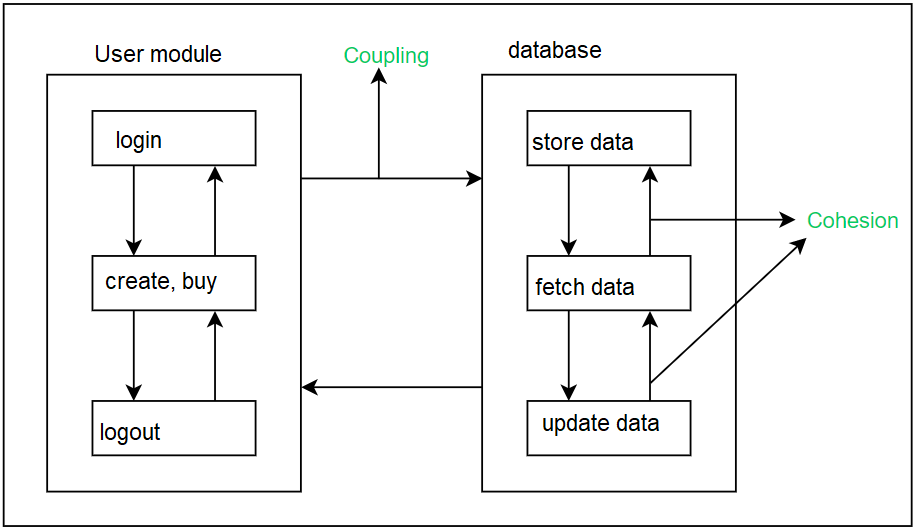 User module
Coupling
database
login
create, buy
logout
store data
fetch data
update data
Cohesion